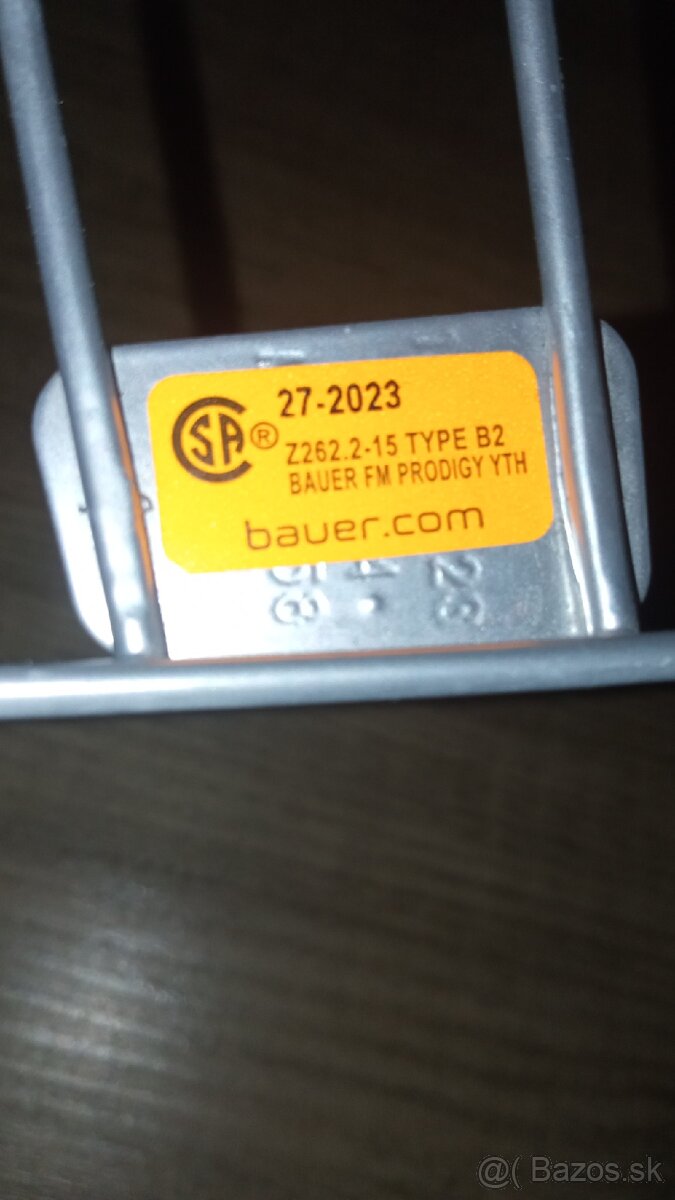 CSA® 27-2023
Z262.2-15 TYPE B2
BAUER FM PRODIGY YTH
bauer.com
@( Bazos.sk